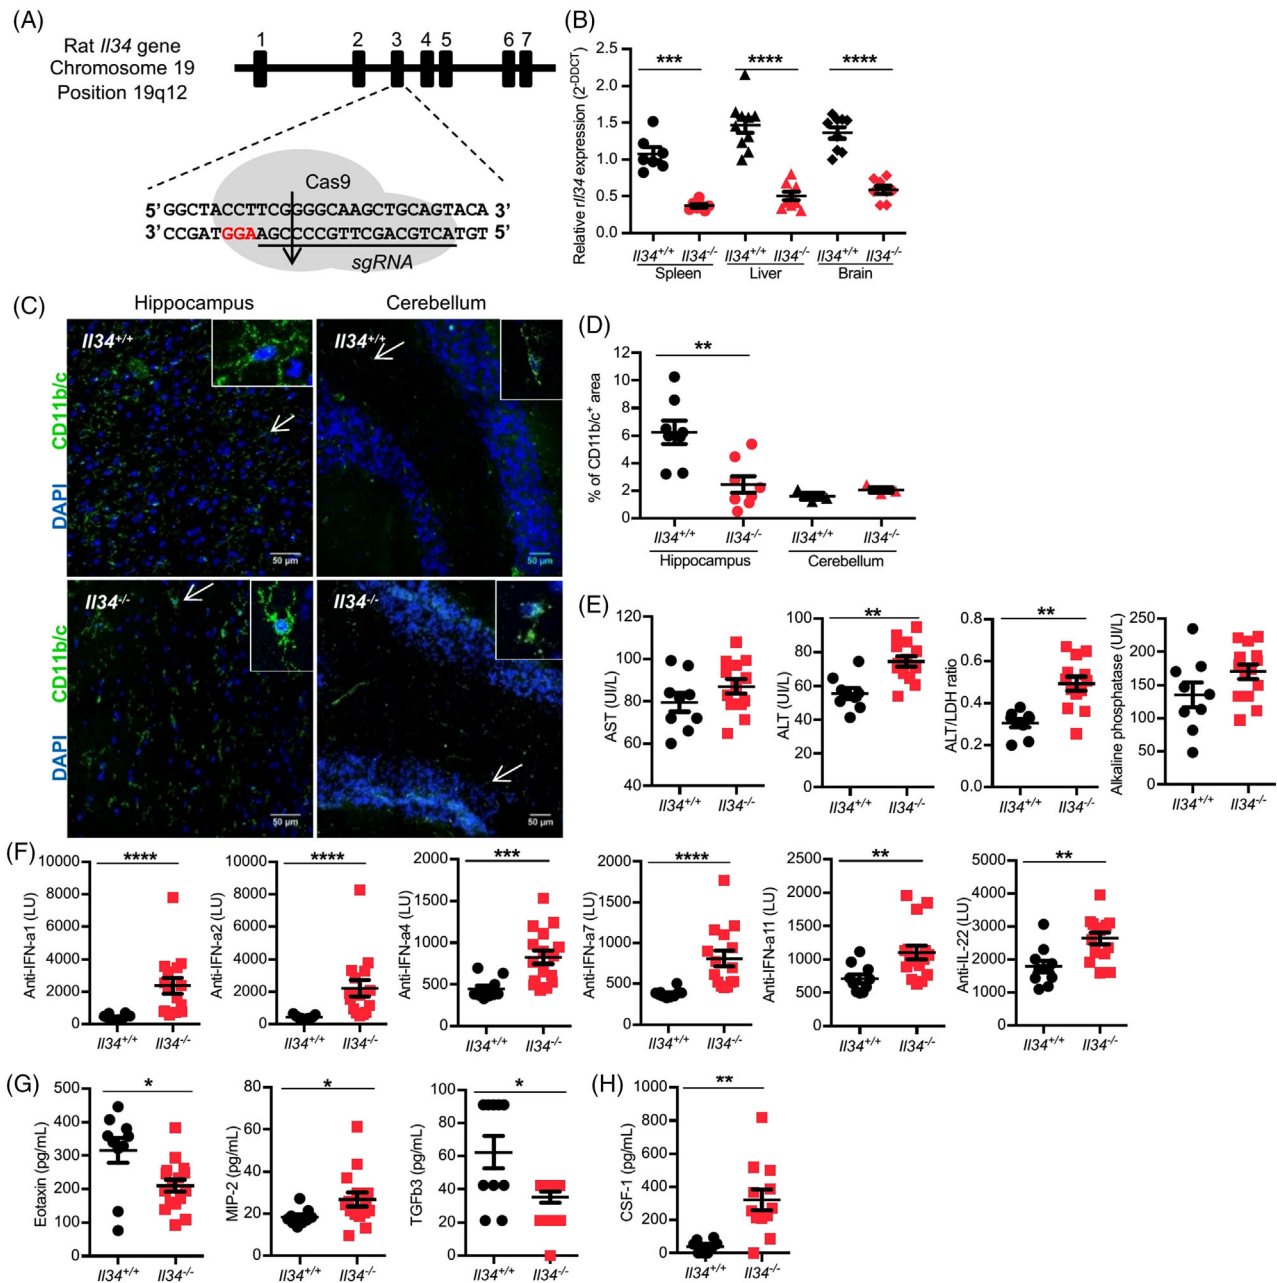 (A)
Rat Il34 gene
Chromosome 19
Position 19q12
1 2 3 4 5 6 7
Cas9
5’GGCTACCTTCGGGGCAAGCTGCAGTACA 3’
3’CCGATGGAAGCCCCGTTCGACGTCATGT 5’
sgRNA
(B)
Relative rIl34 expression (2-DDCT)
2.5
2.0
1.5
1.0
0.5
0.0
*** **** ****
Il34+/+ Il34-/- Il34+/+ Il34-/- Il34+/+ Il34-/-
Spleen Liver Brain
(C)
Hippocampus Cerebellum
DAPI CD11b/c
Il34+/+ Il34+/+
50 µm 50 µm
DAPI CD11b/c
Il34-/- Il34-/-
50 µm 50 µm
(D)
% of CD11b/c+ area
12
10
8
6
4
2
0
**
Il34+/+ Il34-/- Il34+/+ Il34-/-
Hippocampus Cerebellum
(E)
AST (UI/L)
120
100
80
60
40
Il34+/+ Il34-/-
ALT (UI/L)
100
80
60
40
20
0
**
Il34+/+ Il34-/-
ALT/LDH ratio
0.8
0.6
0.4
0.2
0.0
**
Il34+/+ Il34-/-
Alkaline phosphatase (UI/L)
250
200
150
100
50
0
Il34+/+ Il34-/-
(F)
Anti-IFN-a1 (LU)
10000
8000
6000
4000
2000
0
****
Il34+/+ Il34-/-
Anti-IFN-a2 (LU)
10000
8000
6000
4000
2000
0
****
Il34+/+ Il34-/-
Anti-IFN-a4 (LU)
2000
1500
1000
500
0
***
Il34+/+ Il34-/-
Anti-IFN-a7 (LU)
2000
1500
1000
500
0
****
Il34+/+ Il34-/-
Anti-IFN-a11 (LU)
2500
2000
1500
1000
500
0
**
Il34+/+ Il34-/-
Anti-IL-22 (LU)
5000
4000
3000
2000
1000
0
**
Il34+/+ Il34-/-
(G)
Eotaxin (pg/mL)
500
400
300
200
100
0
*
Il34+/+ Il34-/-
MIP-2 (pg/mL)
80
60
40
20
0
*
Il34+/+ Il34-/-
TGFb3 (pg/mL)
100
80
60
40
20
0
*
Il34+/+ Il34-/-
(H)
CSF-1 (pg/mL)
1000
800
600
400
200
0
**
Il34+/+ Il34-/-